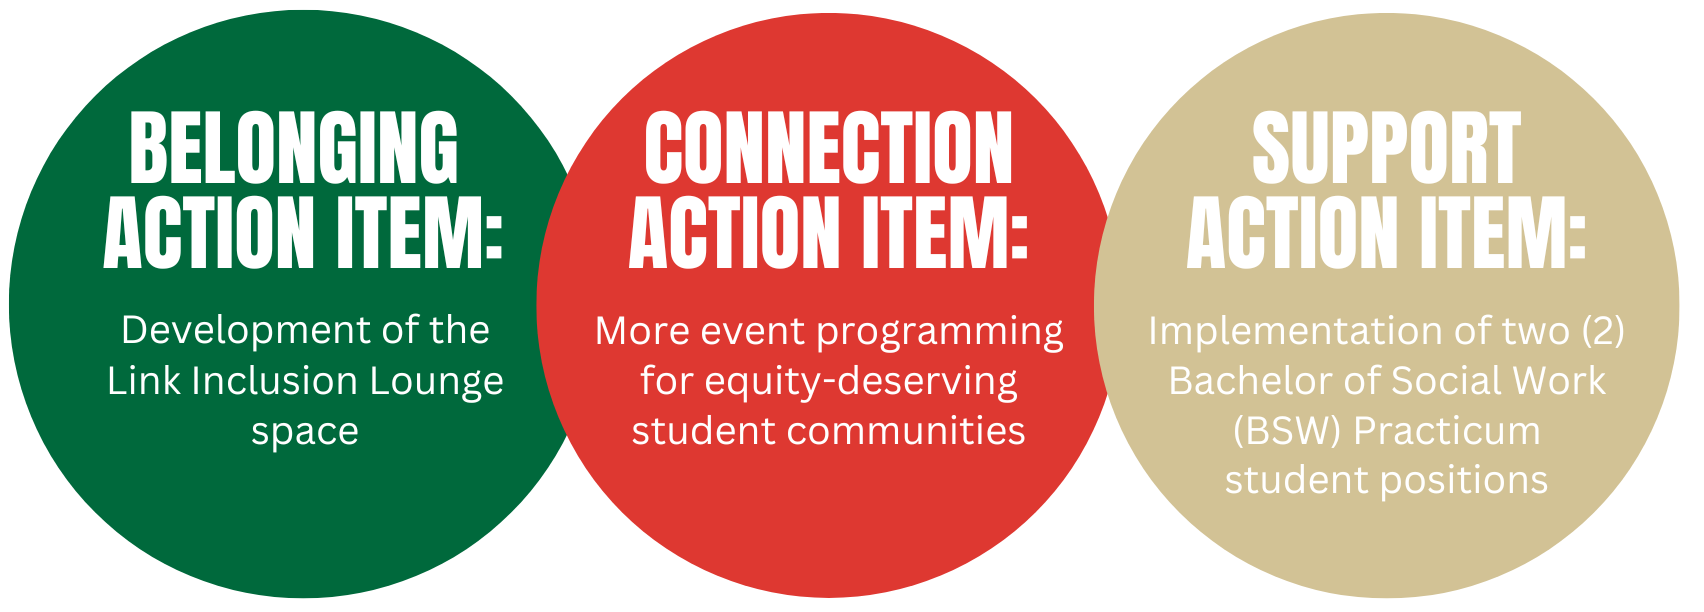 BELONGING
ACTION ITEM:
Development of the
Link Inclusion Lounge
space
CONNECTION
ACTION ITEM:
More event programming
for equity-deserving
student communities
SUPPORT
ACTION ITEM:
Implementation of two (2)
Bachelor of Social Work
(BSW) Practicum
student positions